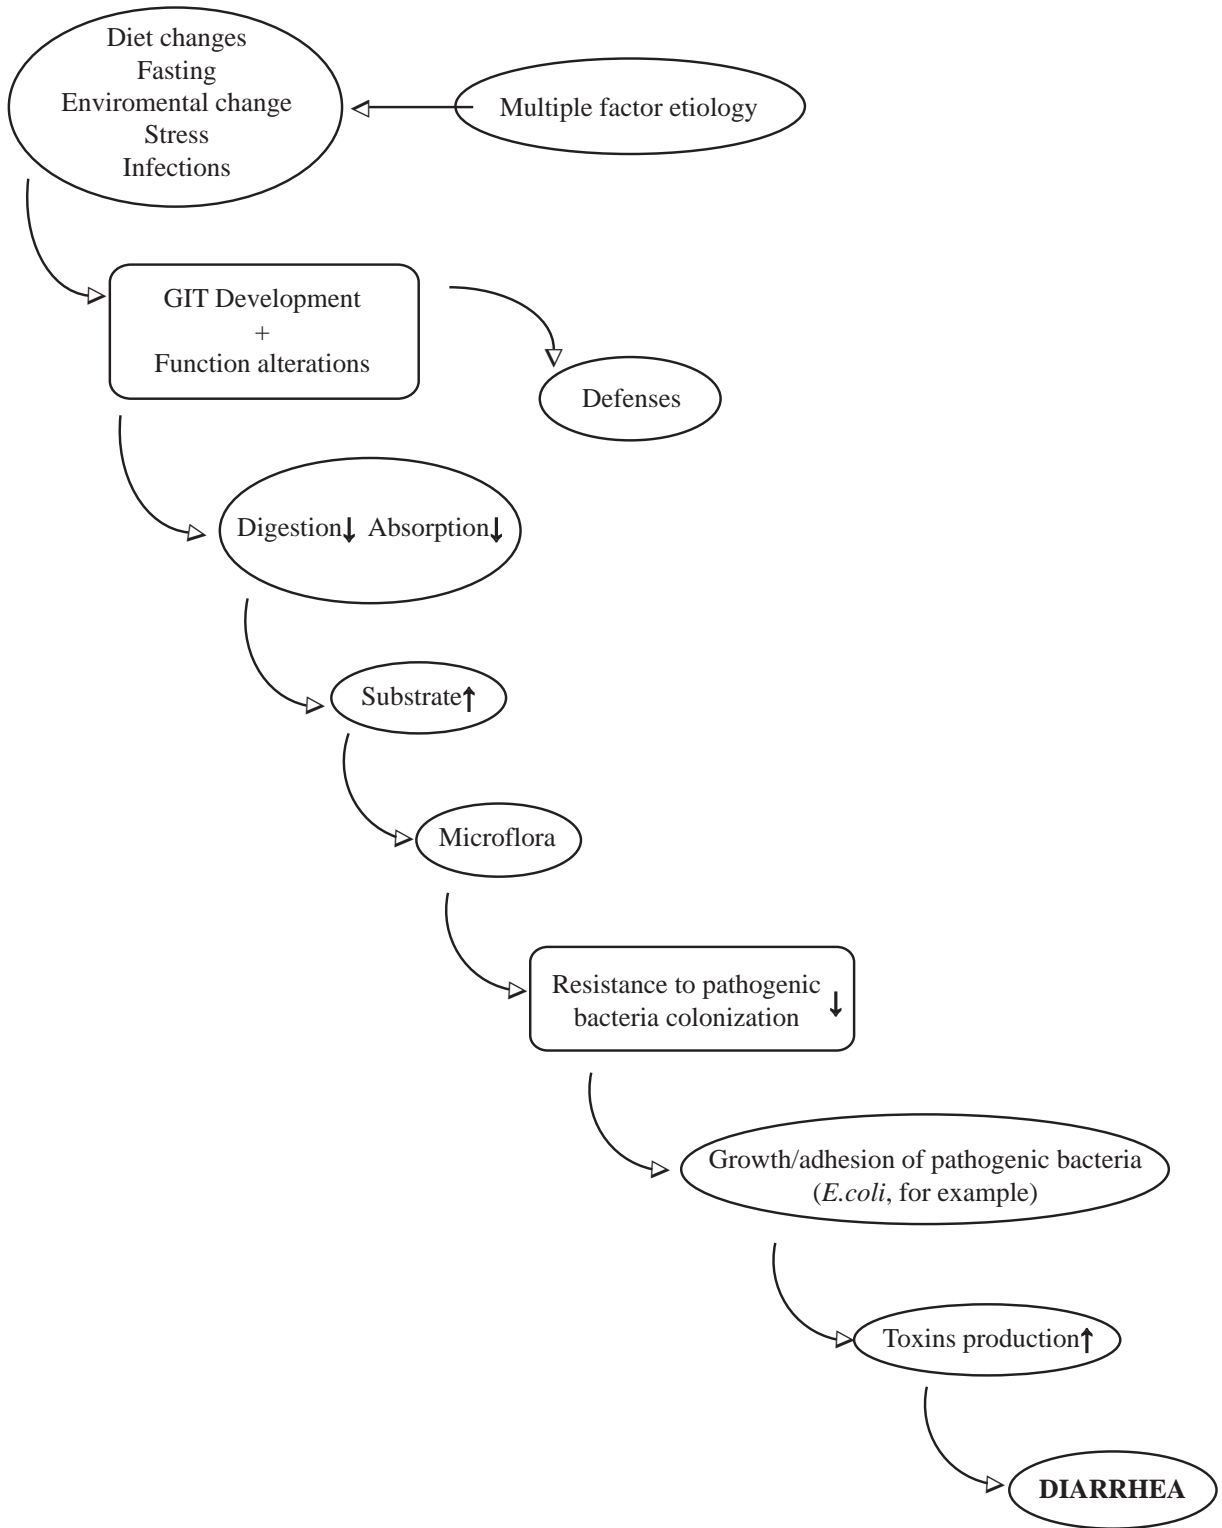 Diet changes
Fasting
Enviromental change
Stress
Infections
Multiple factor etiology
GIT Development
+
Function alterations
Defenses
Digestion↓ Absorption↓
Substrate↑
Microflora
Resistance to pathogenic
bacteria colonization ↓
Growth/adhesion of pathogenic bacteria
(E.coli, for example)
Toxins production↑
DIARRHEA